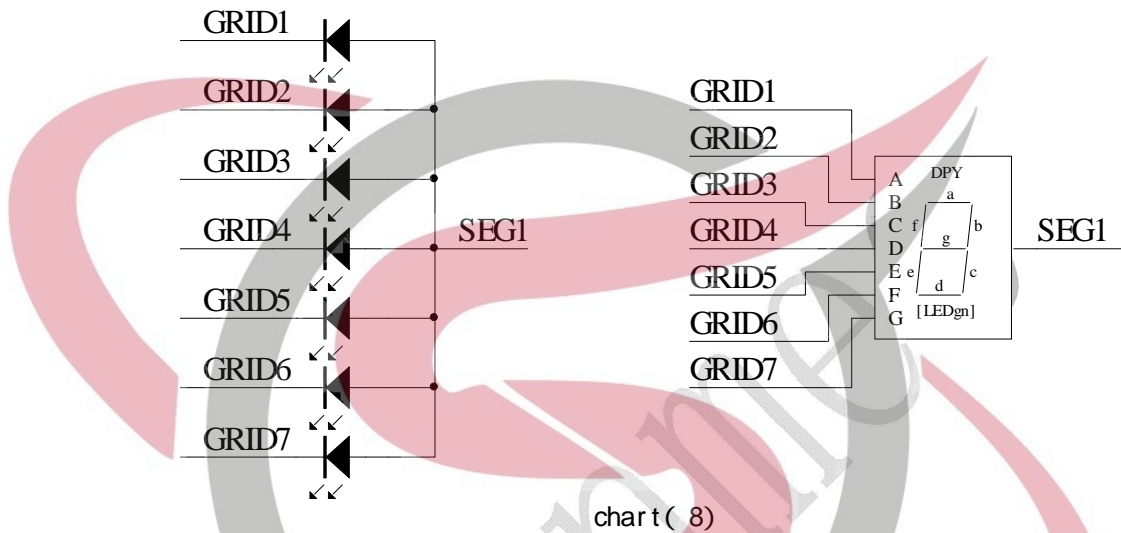 GRID1
GRID2
GRID3
GRID4
GRID5
GRID6
GRID7
SEG1
GRID1
GRID2
GRID3
GRID4
GRID5
GRID6
GRID7
A
B
C
D
E
F
G
DPY
a
f b
g
e c
d
[LEDgn]
SEG1
chart( 8)